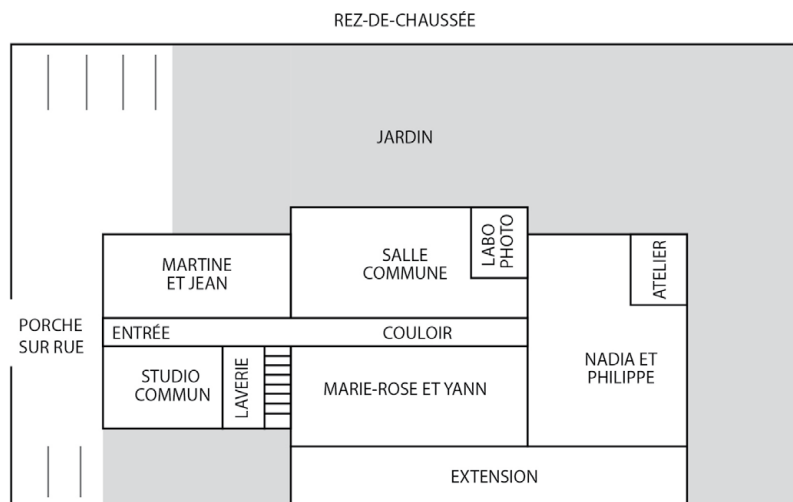 REZ-DE-CHAUSSÉE
JARDIN
MARTINE
ET JEAN
SALLE
COMMUNE
LABO
PHOTO
ATELIER
PORCHE
SUR RUE
ENTRÉE
COULOIR
STUDIO
COMMUN
LAVERIE
MARIE-ROSE ET YANN
NADIA ET
PHILIPPE
EXTENSION